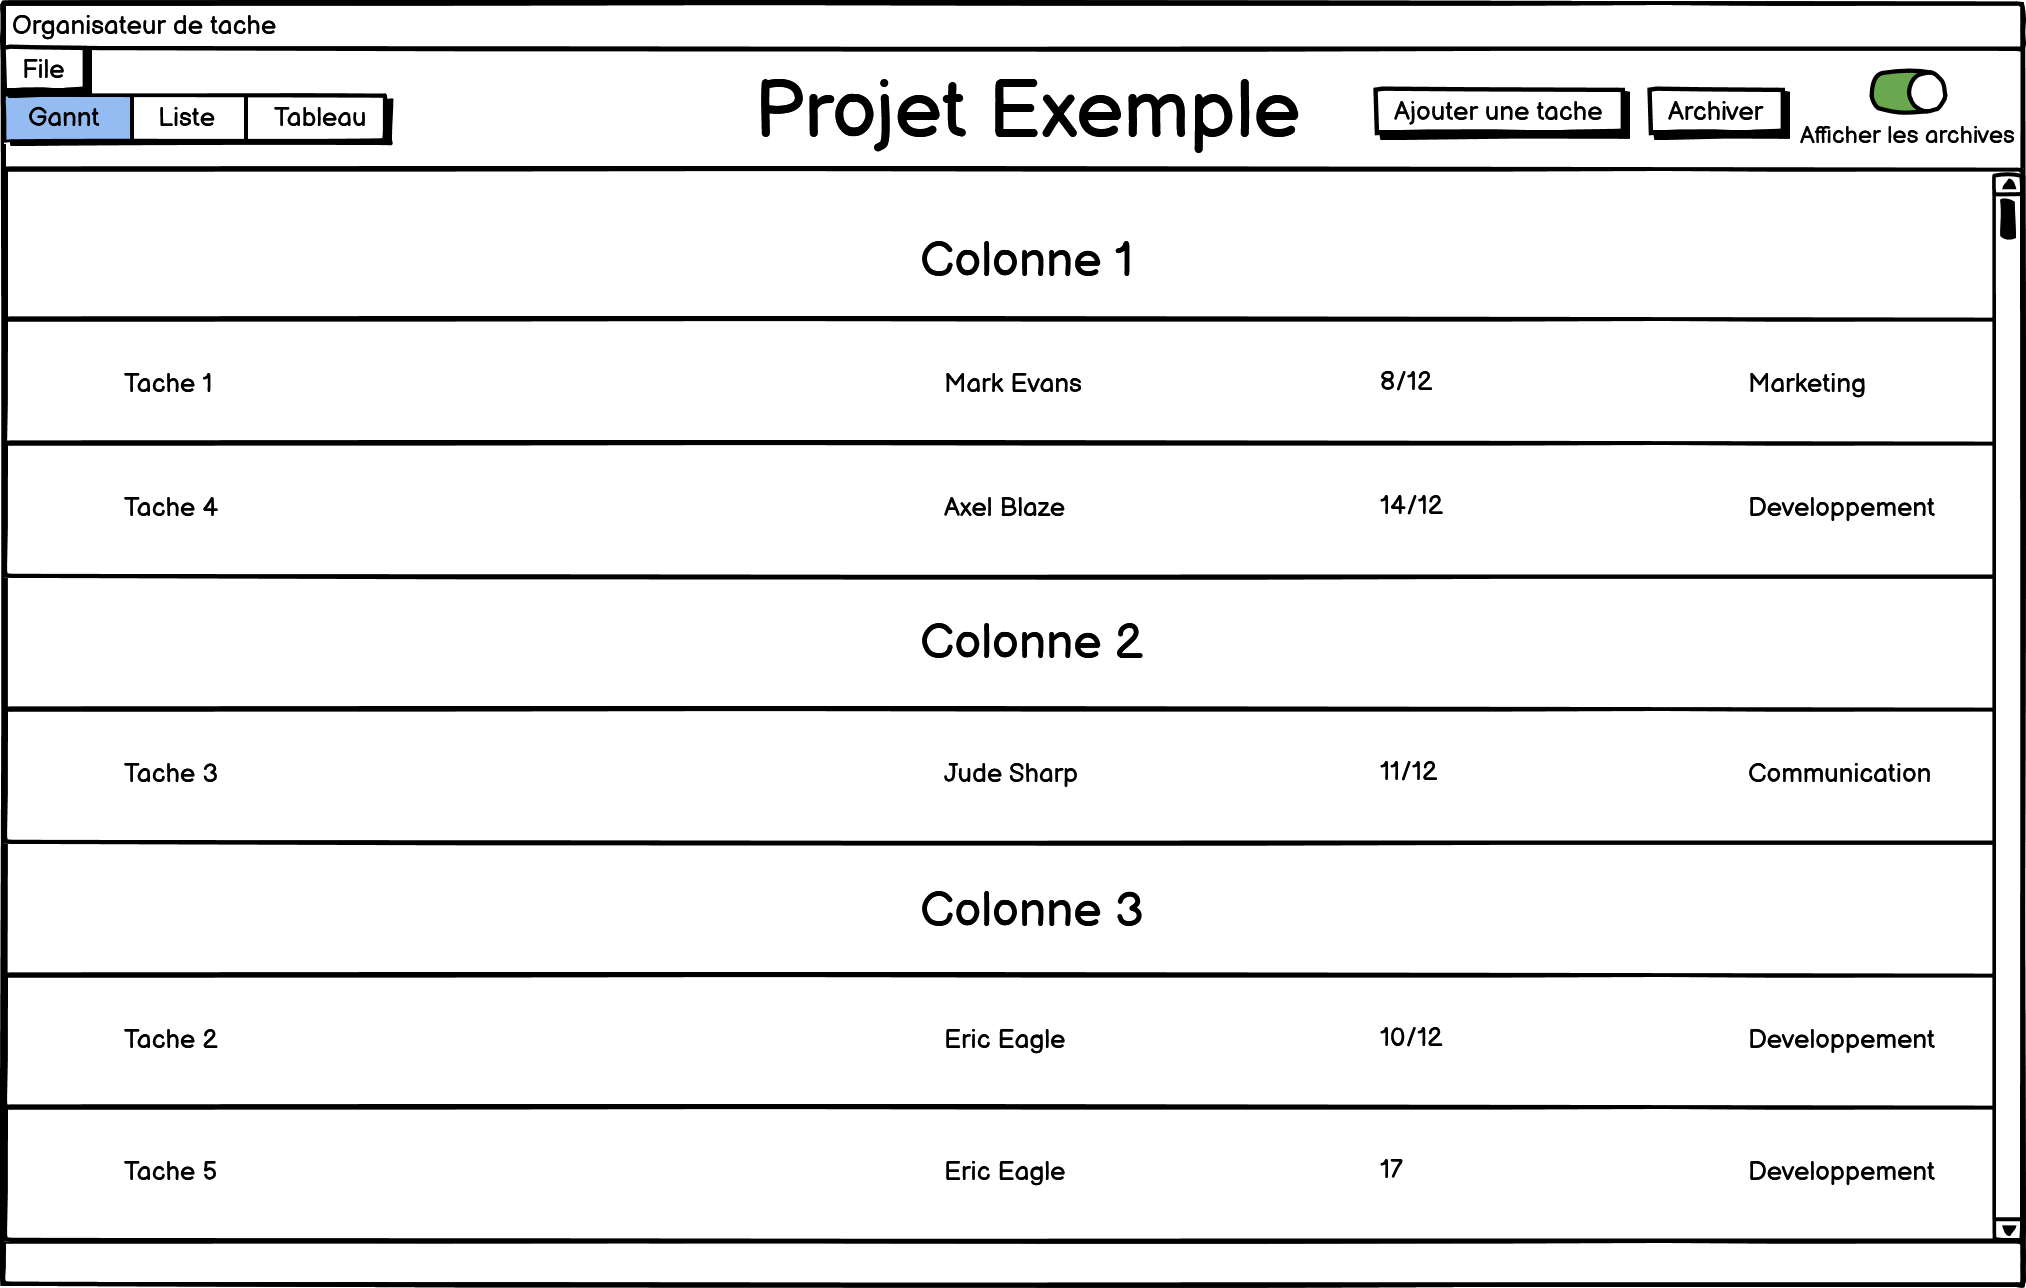 Organisateur de tache
File
Gannt Liste Tableau
Projet Exemple
Ajouter une tache
Archiver
Afficher les archives
Colonne 1
Tache 1 Mark Evans 8/12 Marketing
Tache 4 Axel Blaze 14/12 Developpement
Colonne 2
Tache 3 Jude Sharp 11/12 Communication
Colonne 3
Tache 2 Eric Eagle 10/12 Developpement
Tache 5 Eric Eagle 17 Developpement